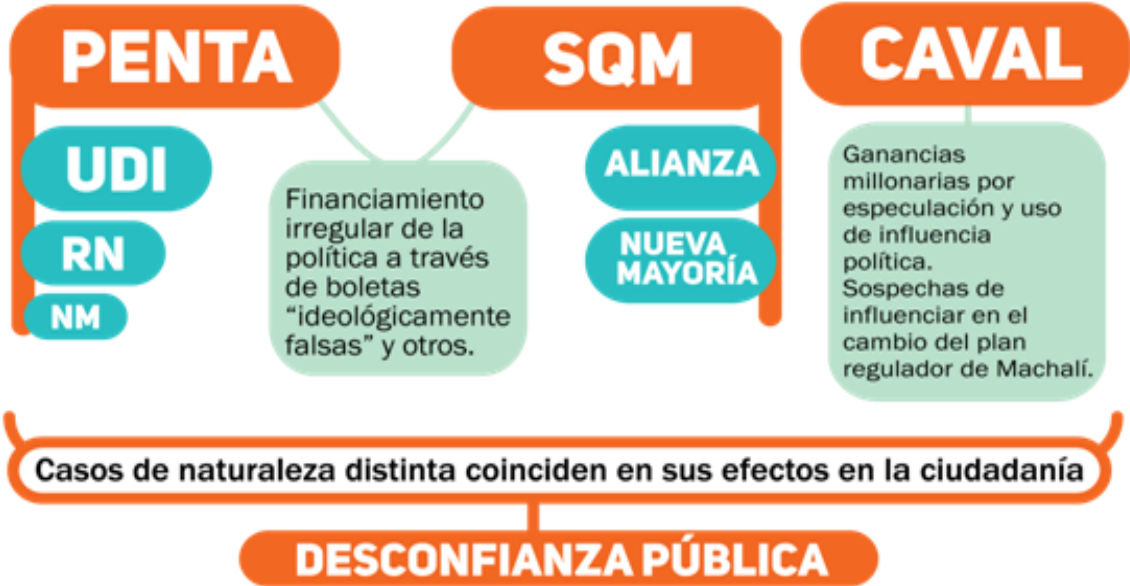 PENTA
UDI
RN
NM
Financiamiento
irregular de la
política a través
de boletas
“ideológicamente
falsas” y otros.
SQM
ALIANZA
NUEVA
MAYORÍA
CAVAL
Ganancias
millonarias por
especulación y uso
de influencia
política.
Sospechas de
influenciar en el
cambio del plan
regulador de Machalí.
Casos de naturaleza distinta coinciden en sus efectos en la ciudadanía
DESCONFIANZA PÚBLICA